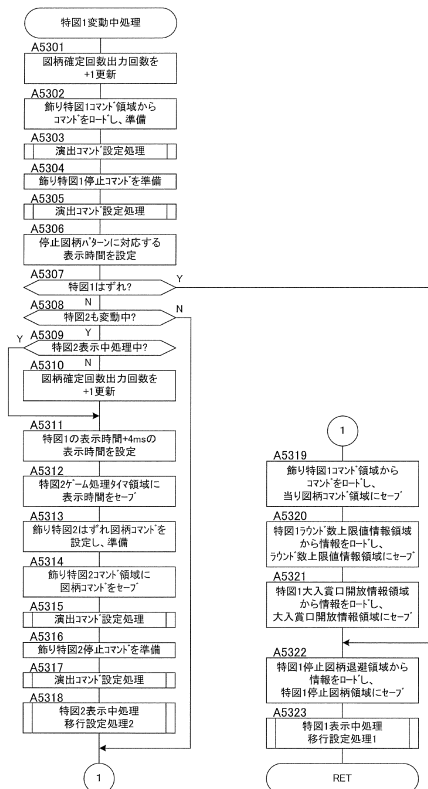 特図1変動中処理
A5301
図柄確定回数出力回数を
+1更新
A5302
飾り特図1コマンド領域から
コマンドをロードし、準備
A5303
演出コマンド設定処理
A5304
飾り特図1停止コマンドを準備
A5305
演出コマンド設定処理
A5306
停止図柄パターンに対応する
表示時間を設定
A5307
特図1はずれ?
Y
N
A5308
特図2も変動中?
N
Y
A5309
特図2表示中処理中?
Y
N
A5310
図柄確定回数出力回数を
+1更新
A5311
特図1の表示時間+4msの
表示時間を設定
A5312
特図2ゲーム処理タイマ領域に
表示時間をセーブ
A5313
飾り特図2はずれ図柄コマンドを
設定し、準備
A5314
飾り特図2コマンド領域に
図柄コマンドをセーブ
A5315
演出コマンド設定処理
A5316
飾り特図2停止コマンドを準備
A5317
演出コマンド設定処理
A5318
特図2表示中処理
移行設定処理2
1
1
A5319
飾り特図1コマンド領域から
コマンドをロードし、
当り図柄コマンド領域にセーブ
A5320
特図1ラウンド数上限値情報領域
から情報をロードし、
ラウンド数上限値情報領域にセーブ
A5321
特図1大入賞口開放情報領域
から情報をロードし、
大入賞口開放情報領域にセーブ
A5322
特図1停止図柄退避領域から
情報をロードし、
特図1停止図柄領域にセーブ
A5323
特図1表示中処理
移行設定処理1
RET